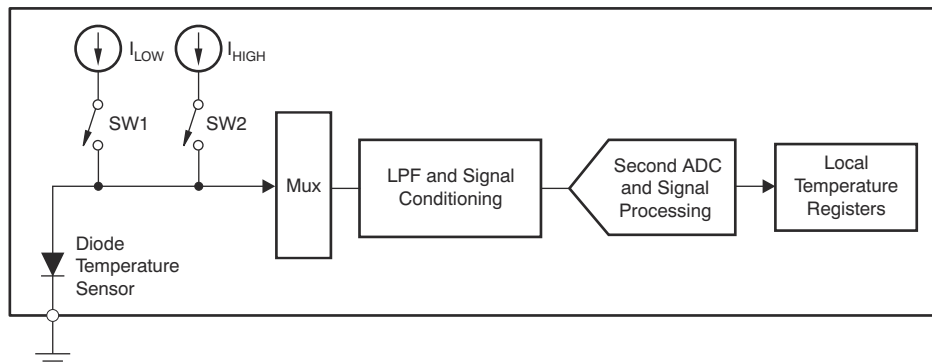 I_LOW
I_HIGH
SW1
SW2
Mux
LPF and Signal
Conditioning
Second ADC
and Signal
Processing
Local
Temperature
Registers
Diode
Temperature
Sensor